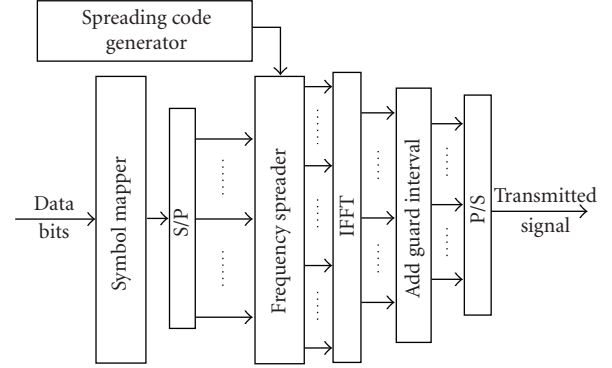 Spreading code
generator
Data
bits
Symbol mapper
S/P
Frequency spreader
IFFT
Add guard interval
P/S
Transmitted
signal